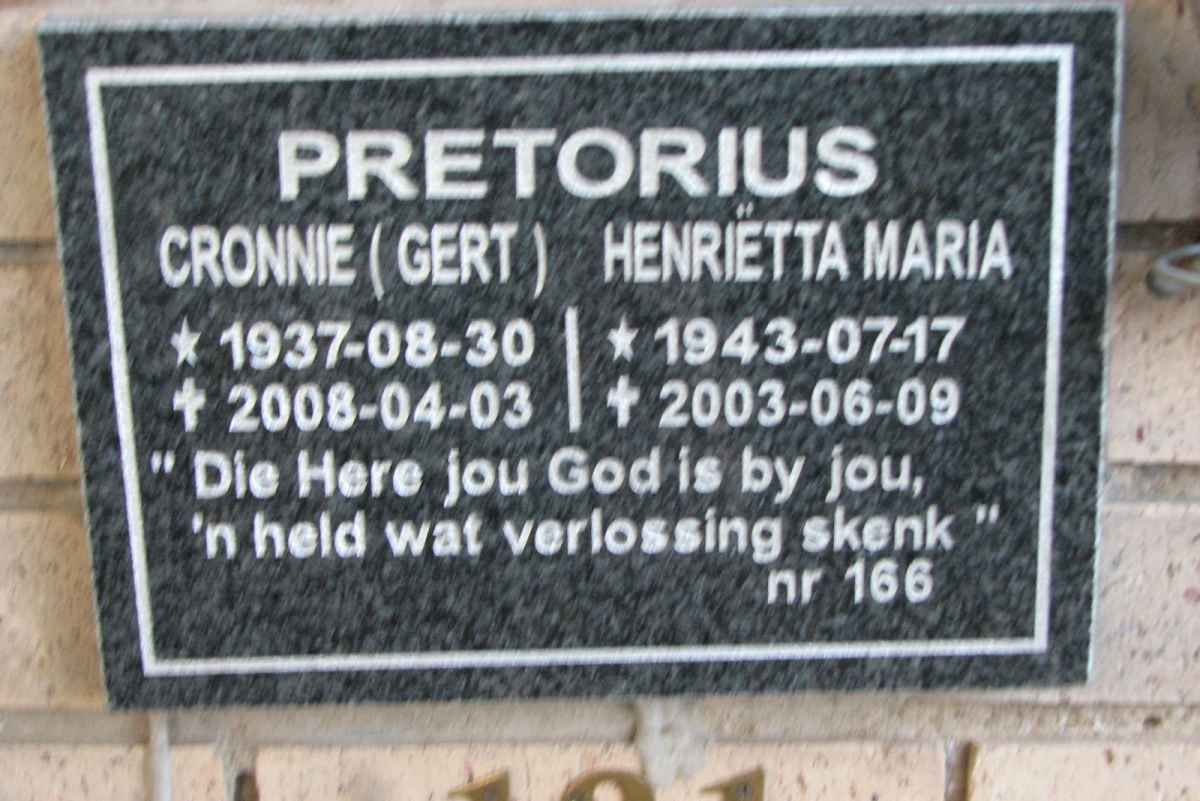 PRETORIUS
CRONNIE ( GERT ) HENRIËTTA MARIA
★ 1937-08-30 | ★ 1943-07-17
✝ 2008-04-03 | ✝ 2003-06-09
" Die Here jou God is by jou,
'n held wat verlossing skenk "
nr 166